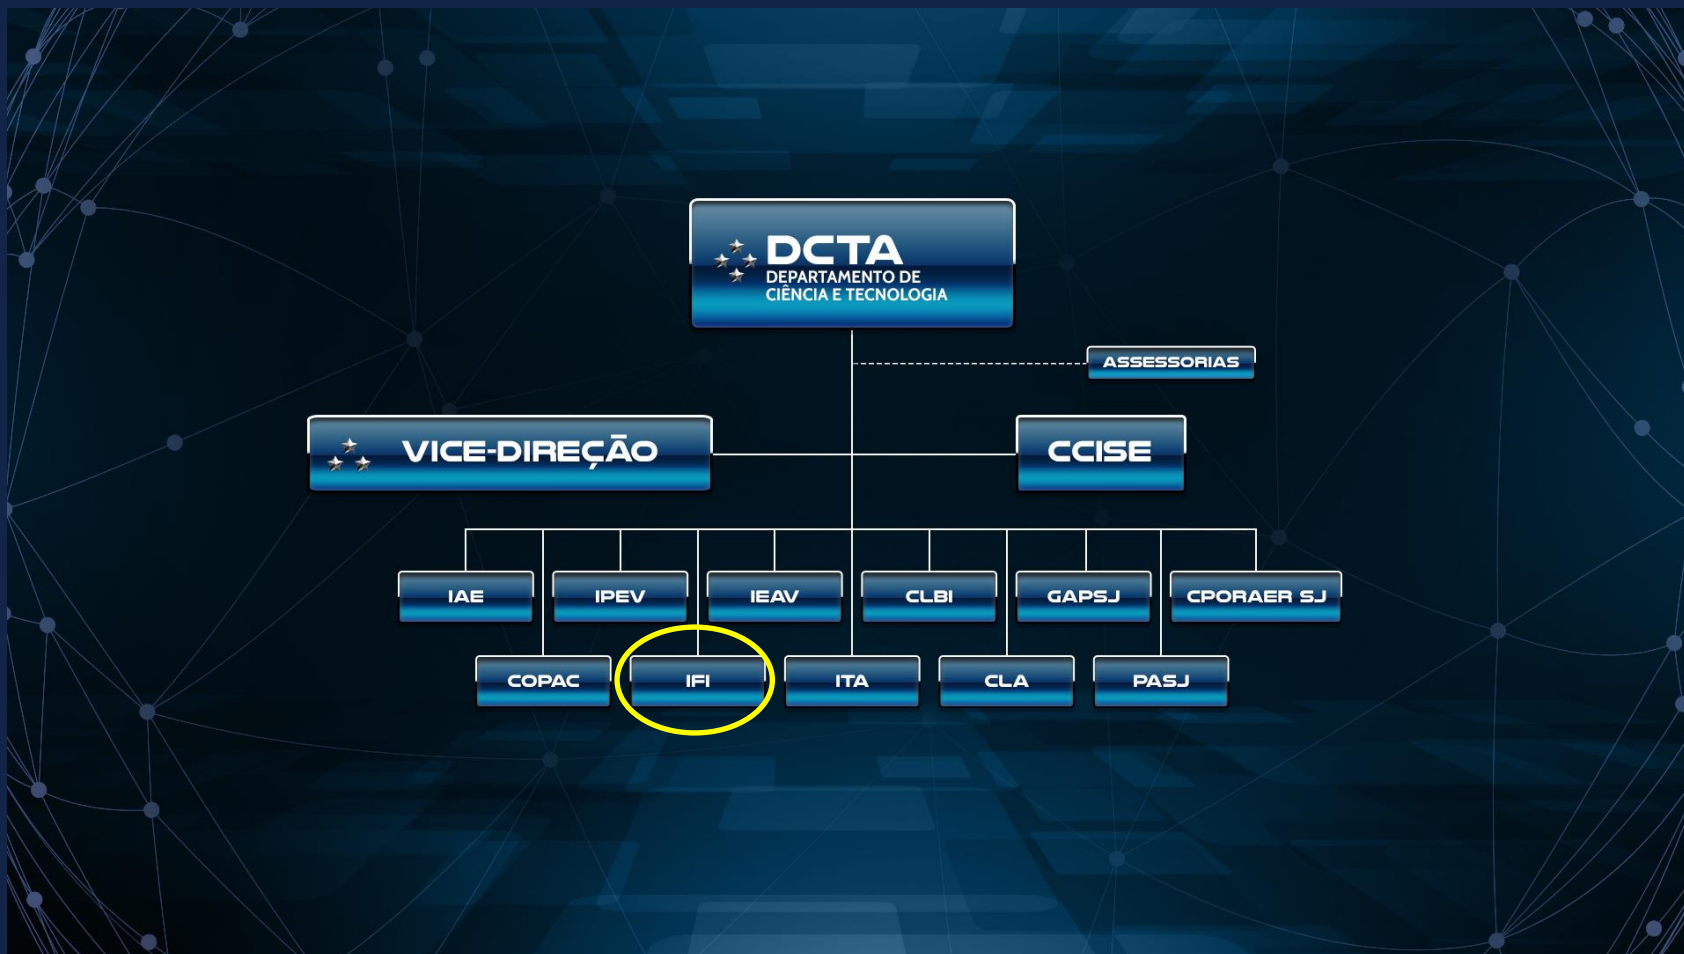 DCTA
DEPARTAMENTO DE
CIÊNCIA E TECNOLOGIA
ASSESSORIAS
VICE-DIREÇÃO
CCISE
IAE
IPEV
IEAV
CLBI
GAPSJ
CPORAER SJ
COPAC
IFI
ITA
CLA
PASJ